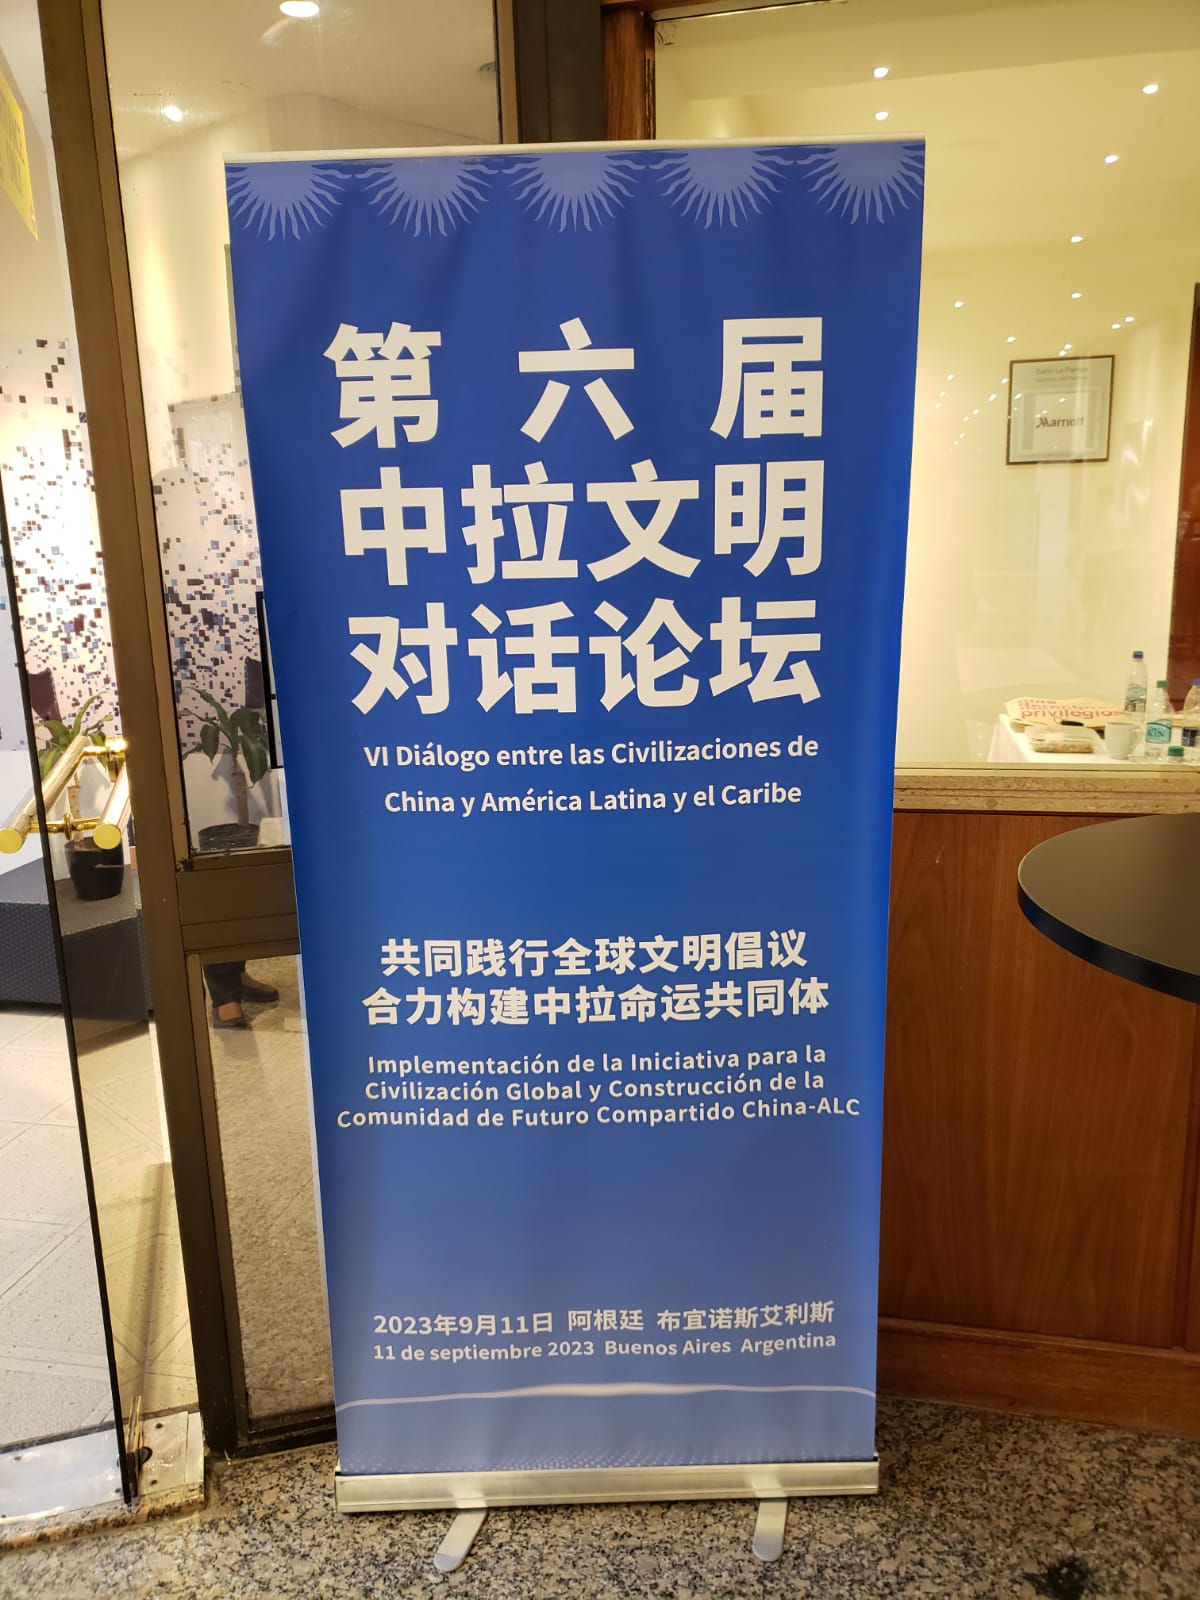 第六届
中拉文明
对话论坛
VI Diálogo entre las Civilizaciones de
China y América Latina y el Caribe
共同践行全球文明倡议
合力构建中拉命运共同体
Implementación de la Iniciativa para la
Civilización Global y Construcción de la
Comunidad de Futuro Compartido China-ALC
2023年9月11日 阿根廷 布宜诺斯艾利斯
11 de septiembre 2023 Buenos Aires Argentina
Marriott
privilegio
KIN